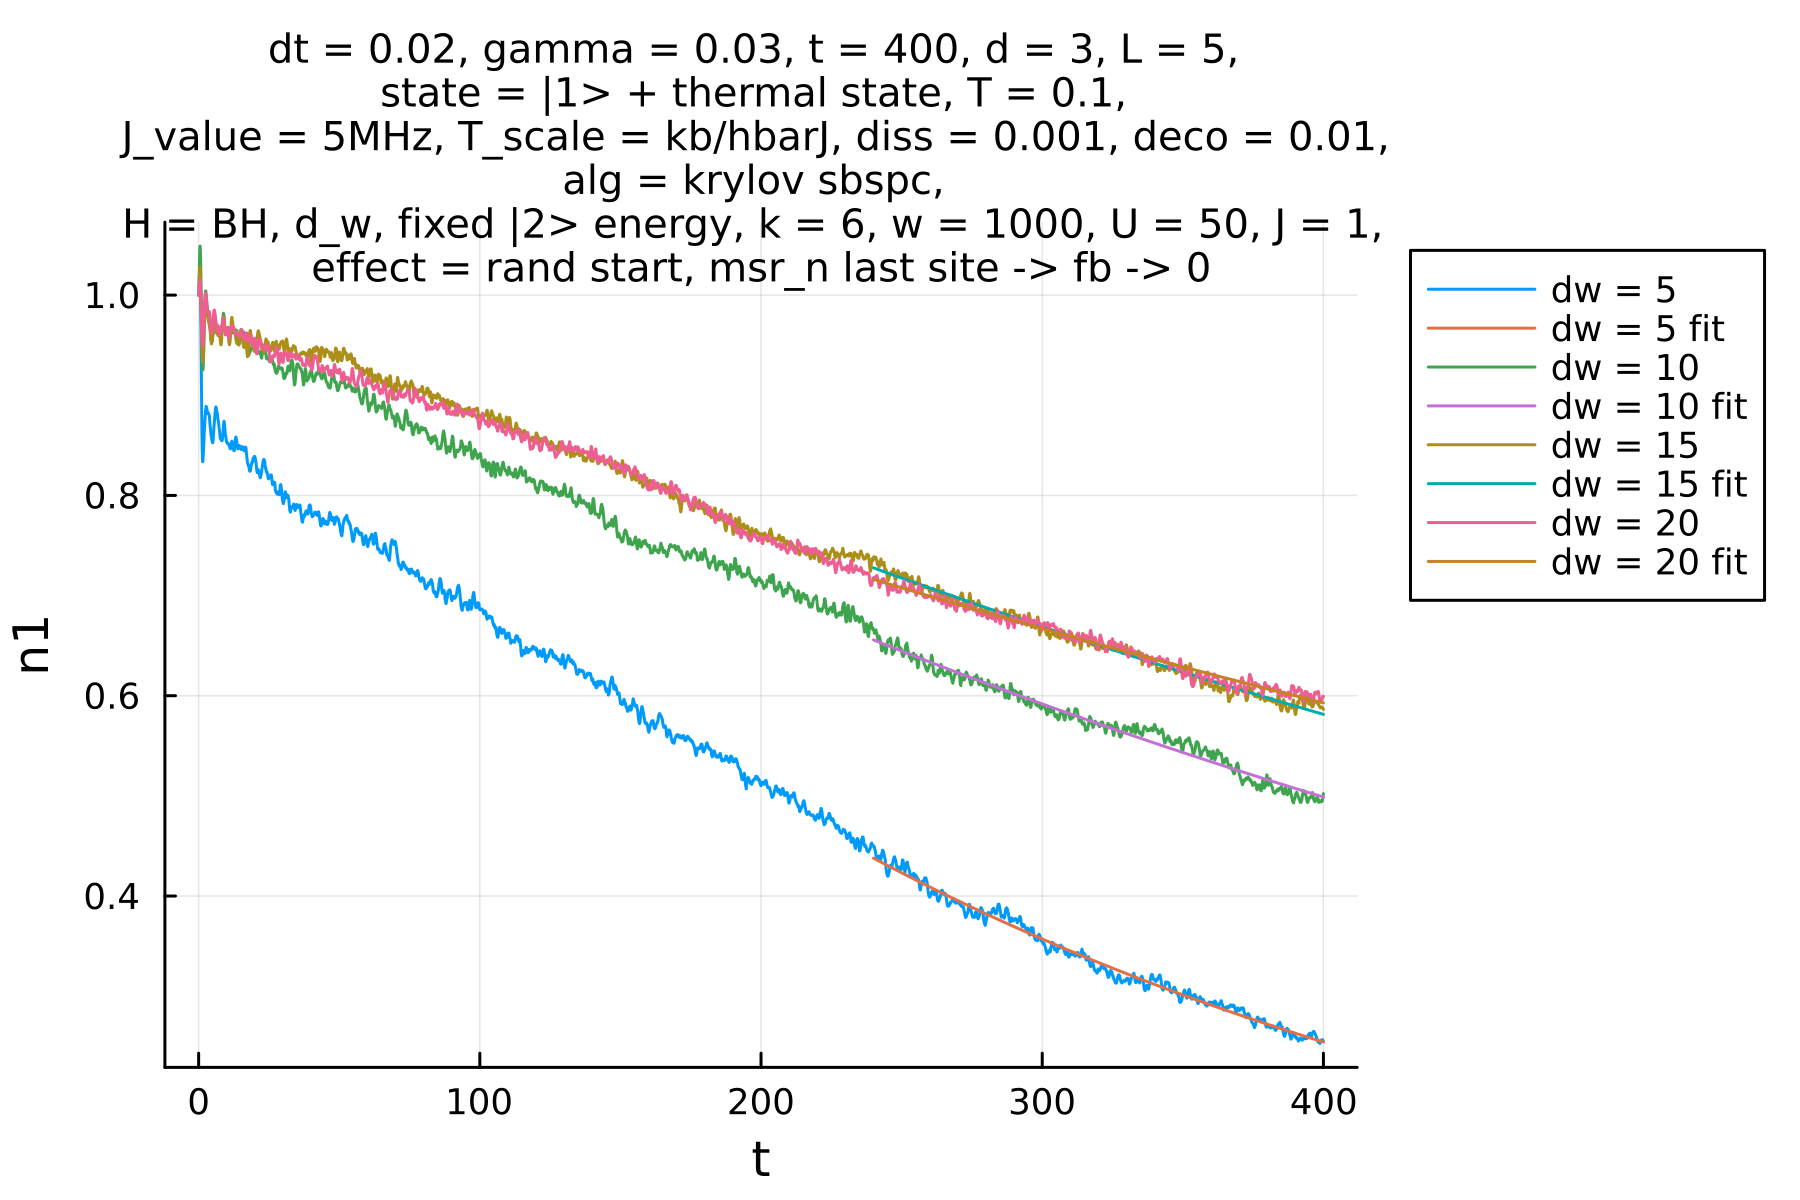 dt = 0.02, gamma = 0.03, t = 400, d = 3, L = 5,
state = |1> + thermal state, T = 0.1,
J_value = 5MHz, T_scale = kb/hbarJ, diss = 0.001, deco = 0.01,
alg = krylov sbspc,
H = BH, d_w, fixed |2> energy, k = 6, w = 1000, U = 50, J = 1,
effect = rand start, msr_n last site -> fb -> 0
1.0
0.8
0.6
0.4
n1
0
100
200
300
400
t
dw = 5
dw = 5 fit
dw = 10
dw = 10 fit
dw = 15
dw = 15 fit
dw = 20
dw = 20 fit